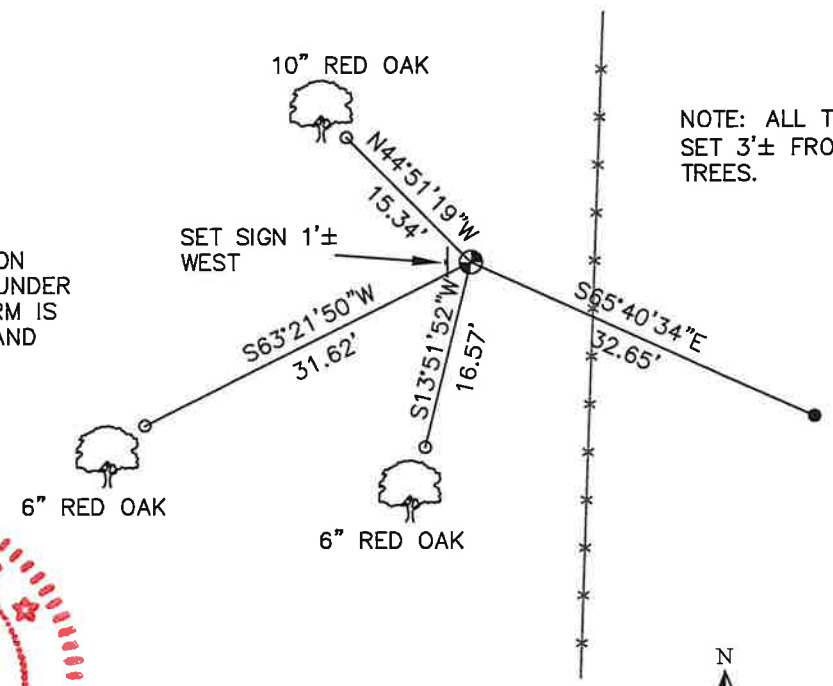 10" RED OAK
N44°51'19"W
15.34'
NOTE: ALL
SET 3'±
TREES.
SET SIGN 1'±
WEST
ON
UNDER
IS
AND
S63°21'50"W
31.62'
S13°51'52"W
16.57'
S65°40'34"E
32.65'
6" RED OAK
6" RED OAK
N